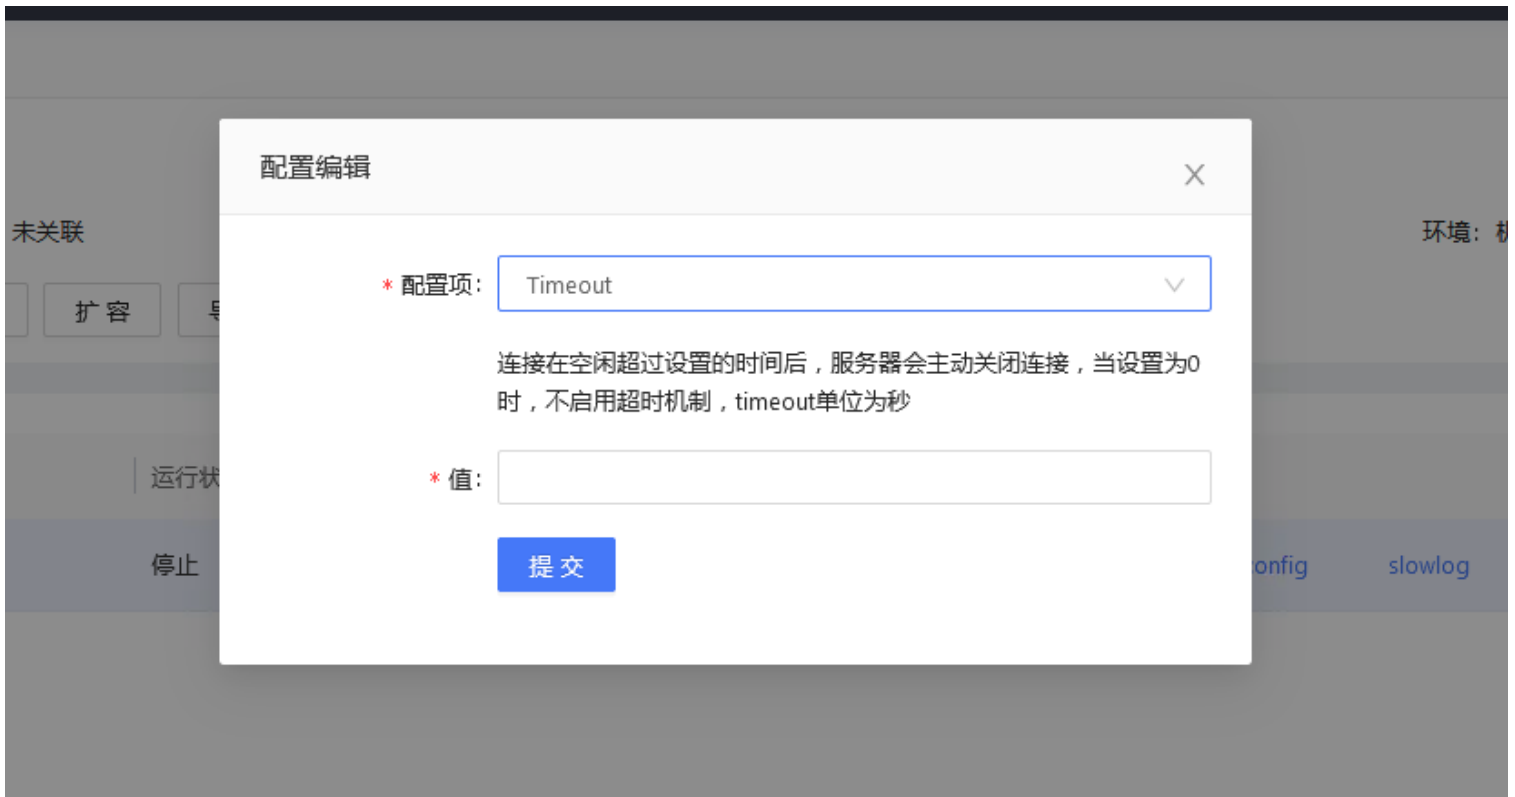 配置编辑
未关联
环境：
* 配置项：
Timeout
扩 容
连接在空闲超过设置的时间后，服务器会主动关闭连接，当设置为0
时，不启用超时机制，timeout单位为秒
运行状
* 值：
停止
提 交
config
slowlog